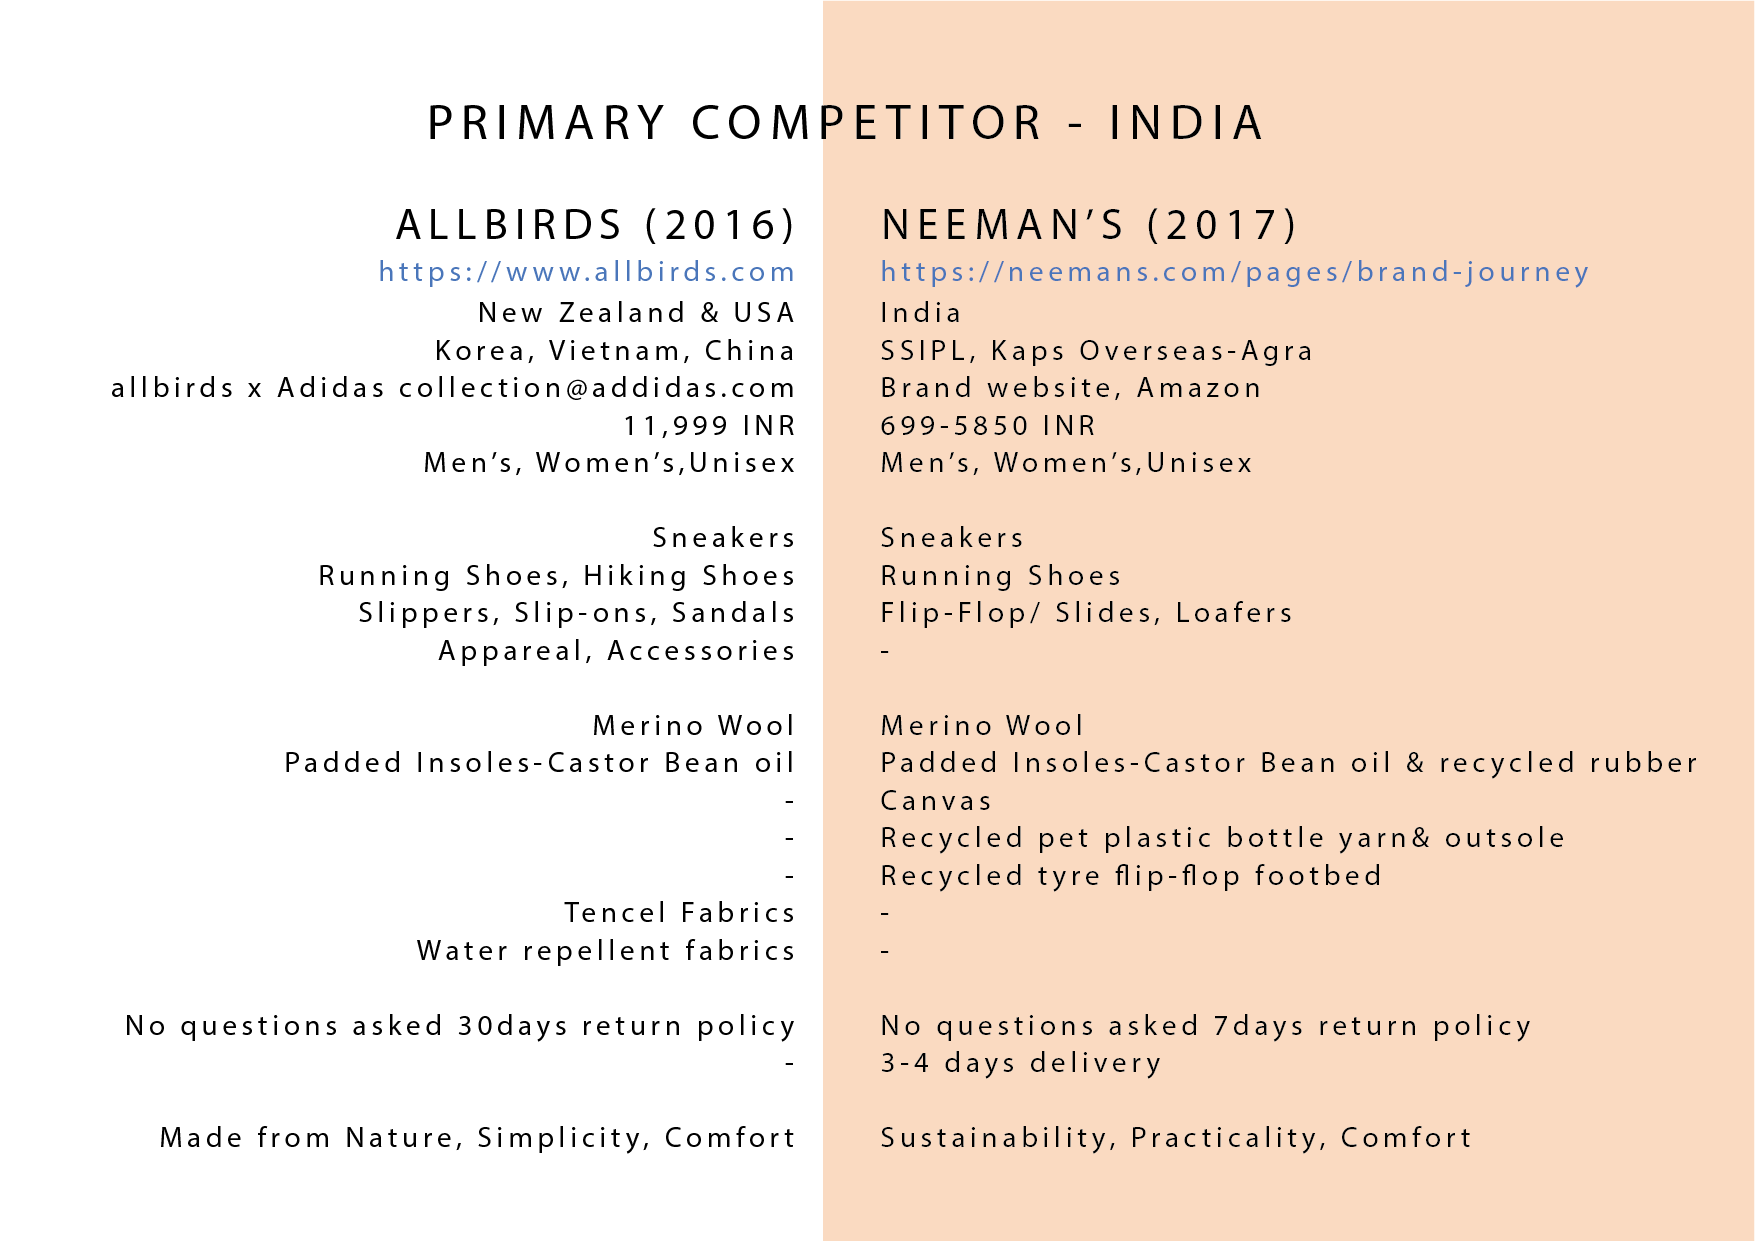 PRIMARY COMPETITOR - INDIA
ALLBIRDS (2016)
https://www.allbirds.com
New Zealand & USA
Korea, Vietnam, China
allbirds x Adidas collection@addidas.com
11,999 INR
Men’s, Women’s,Unisex
Sneakers
Running Shoes, Hiking Shoes
Slippers, Slip-ons, Sandals
Appareal, Accessories
Merino Wool
Padded Insoles-Castor Bean oil
-
-
-
Tencel Fabrics
Water repellent fabrics
No questions asked 30days return policy
-
Made from Nature, Simplicity, Comfort
NEEMAN’S (2017)
https://neemans.com/pages/brand-journey
India
SSIPL, Kaps Overseas-Agra
Brand website, Amazon
699-5850 INR
Men’s, Women’s,Unisex
Sneakers
Running Shoes
Flip-Flop/ Slides, Loafers
-
Merino Wool
Padded Insoles-Castor Bean oil & recycled rubber
Canvas
Recycled pet plastic bottle yarn& outsole
Recycled tyre flip-flop footbed
-
-
No questions asked 7days return policy
3-4 days delivery
Sustainability, Practicality, Comfort